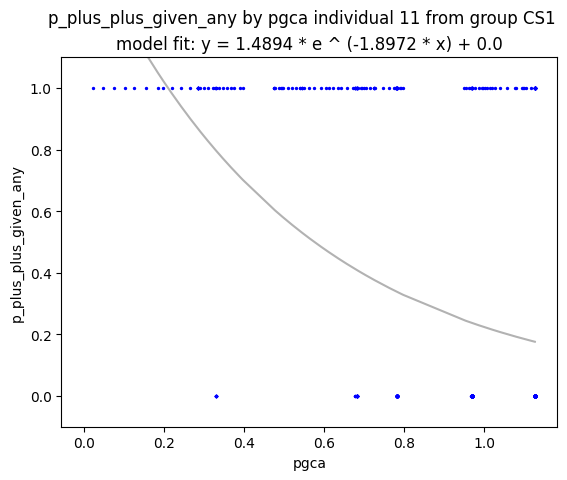 p_plus_plus_given_any by pgca individual 11 from group CS1
model fit: y = 1.4894 * e ^ (-1.8972 * x) + 0.0
1.0
0.8
0.6
0.4
0.2
0.0
p_plus_plus_given_any
0.0 0.2 0.4 0.6 0.8 1.0
pgca